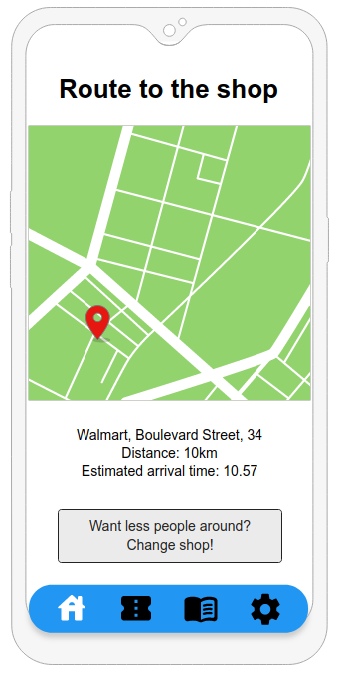 Route to the shop
Walmart, Boulevard Street, 34
Distance: 10km
Estimated arrival time: 10.57
Want less people around?
Change shop!